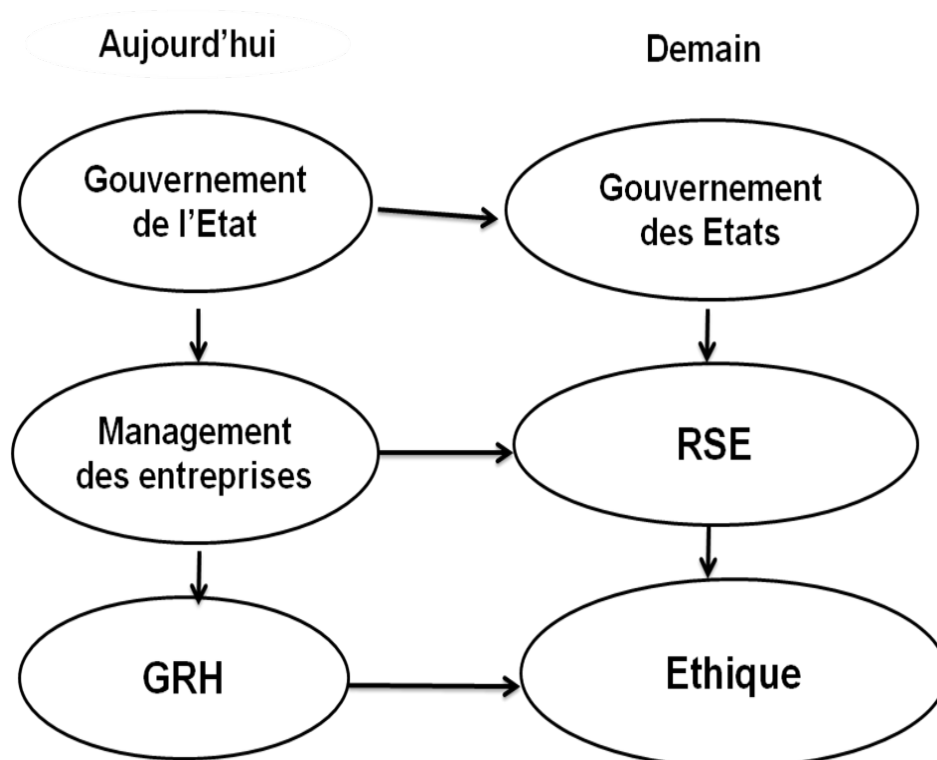 Aujourd'hui
Demain
Gouvernement
de l'Etat
Gouvernement
des Etats
Management
des entreprises
RSE
GRH
Ethique